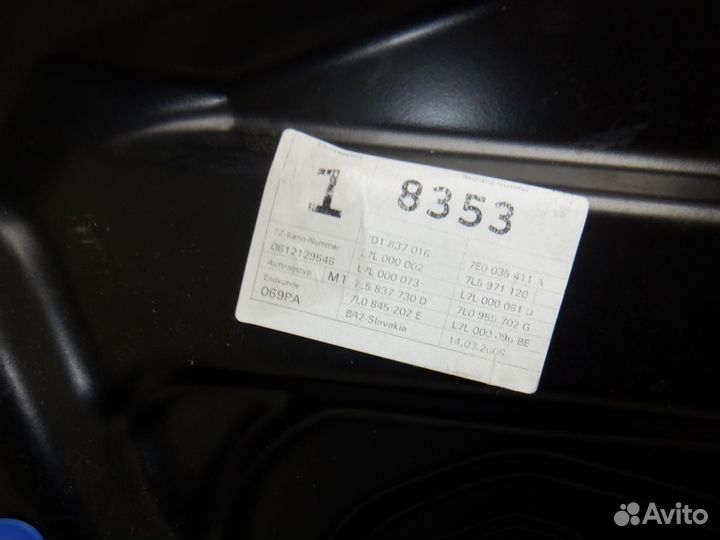 1 8353
FZ-Kenn-Nummer
0612129546
Auftragstyp M1
Endkunde
069PA
837 016
L7L 000 002
L7L 000 073
7L5 837 730 D
7L0 845 202 E
BR2-Slovakia
7E0 035 411
7L5 971 120
L7L 000 061
7L0 959 702 G
L7L 000 096 BE
14.03.2006
Avito